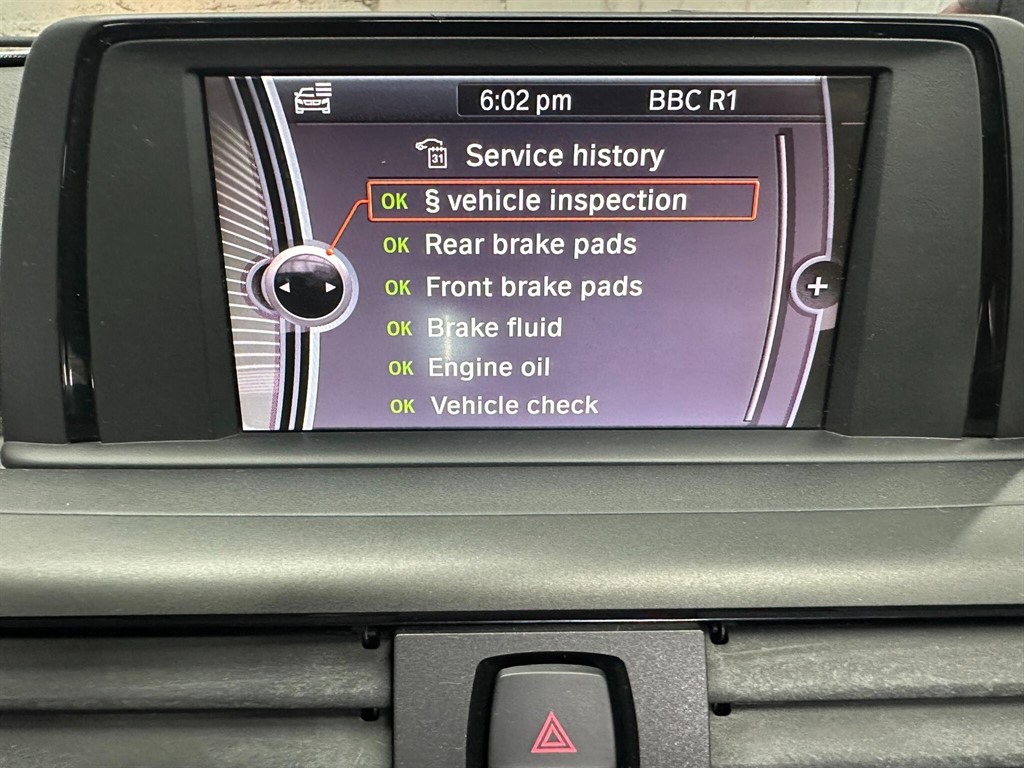 6:02 pm BBC R1
31 Service history
OK § vehicle inspection
OK Rear brake pads
OK Front brake pads
OK Brake fluid
OK Engine oil
OK Vehicle check
+